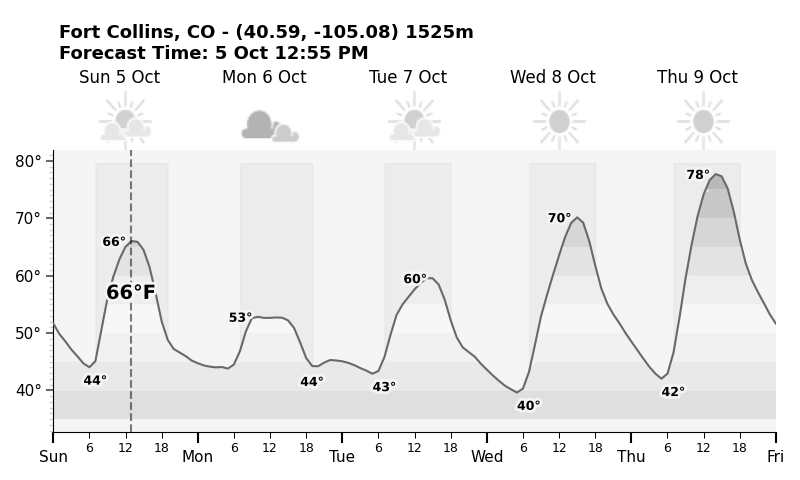 Fort Collins, CO - (40.59, -105.08) 1525m
Forecast Time: 5 Oct 12:55 PM
Sun 5 Oct Mon 6 Oct Tue 7 Oct Wed 8 Oct Thu 9 Oct
80°
78°
70° 70°
66°
60° 60°
66°F
53°
50°
44° 44° 43° 42°
40° 40°
6 12 18 6 12 18 6 12 18 6 12 18 6 12 18
Sun Mon Tue Wed Thu Fri